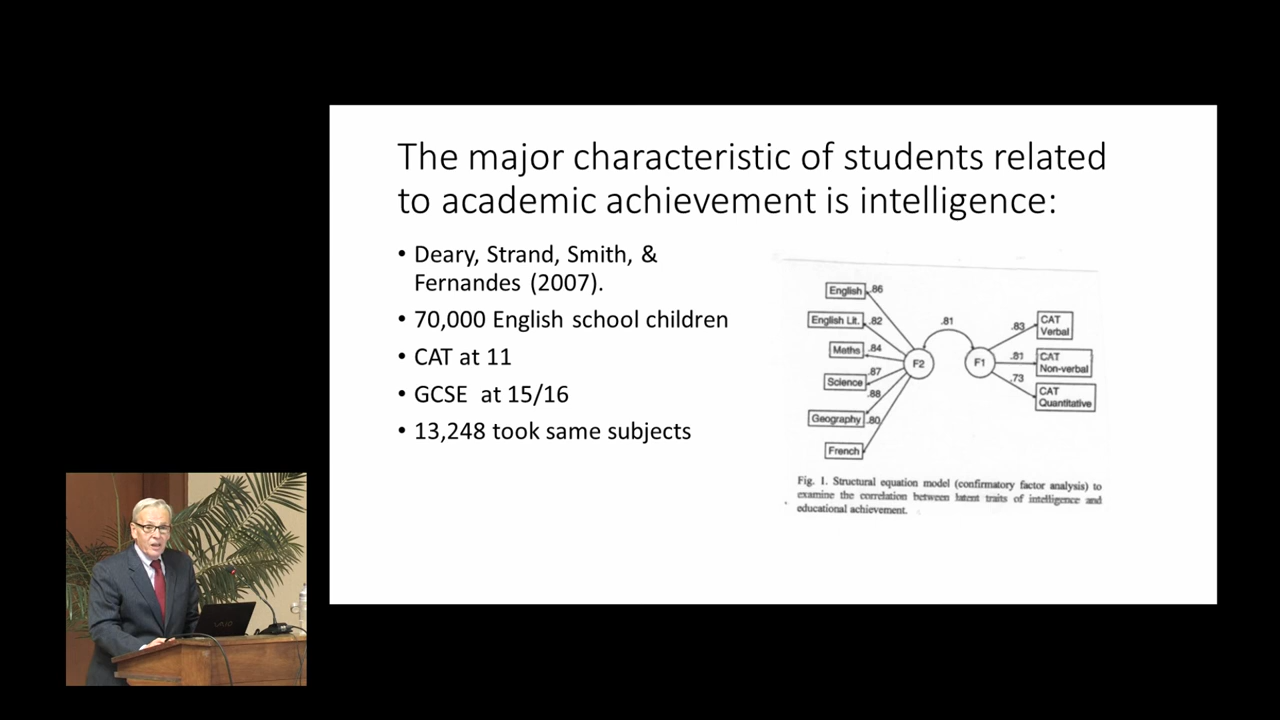 The major characteristic of students related
to academic achievement is intelligence:
• Deary, Strand, Smith, &
Fernandes (2007).
• 70,000 English school children
• CAT at 11
• GCSE at 15/16
• 13,248 took same subjects
English .86
English Lit. .82
Maths .84
Science .87
.88
Geography .80
French
F2
.81
F1
.83
CAT
Verbal
.81
CAT
Non-verbal
.73
CAT
Quantitative
Fig. 1. Structural equation model (confirmatory factor analysis) to
examine the correlation between latent traits of intelligence and
educational achievement.
VAIO